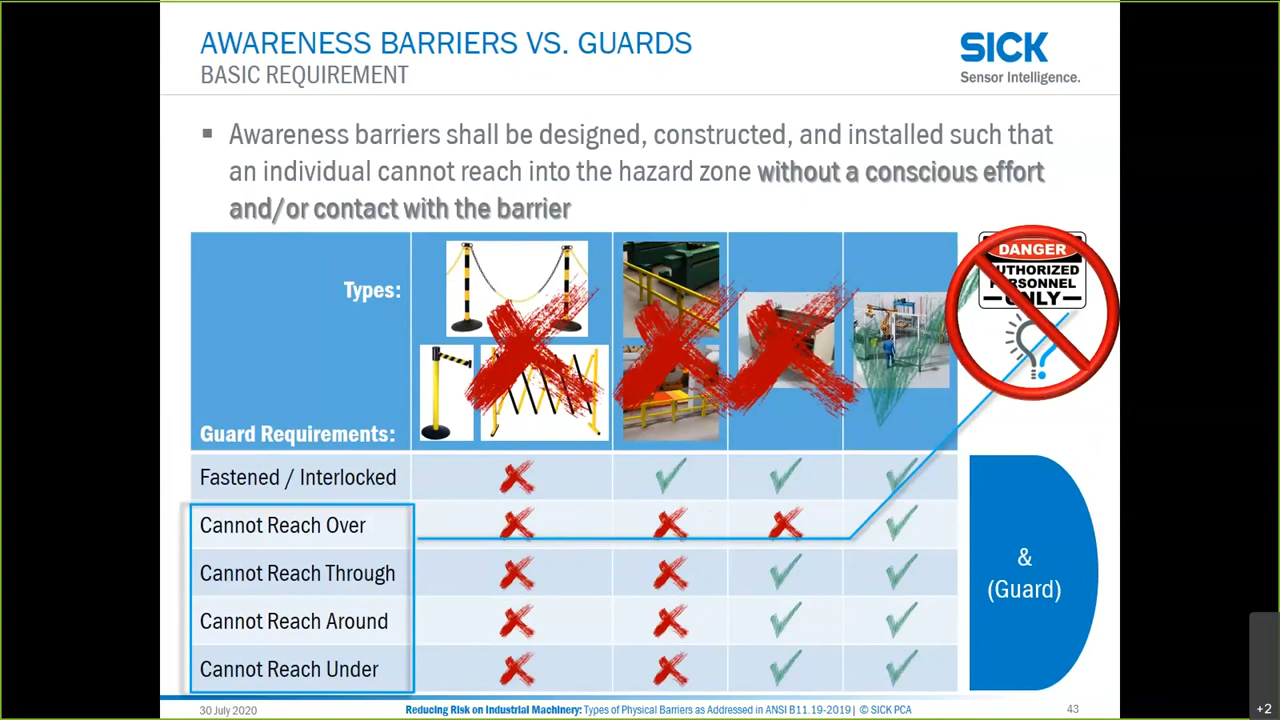 AWARENESS BARRIERS VS. GUARDS
BASIC REQUIREMENT
SICK
Sensor Intelligence.
▪ Awareness barriers shall be designed, constructed, and installed such that
an individual cannot reach into the hazard zone without a conscious effort
and/or contact with the barrier
Types:
DANGER
AUTHORIZED
PERSONNEL
ONLY
Guard Requirements:
Fastened / Interlocked
Cannot Reach Over
Cannot Reach Through
Cannot Reach Around
Cannot Reach Under
&
(Guard)
30 July 2020
Reducing Risk on Industrial Machinery: Types of Physical Barriers as Addressed in ANSI B11.19-2019| © SICK PCA
43
+2